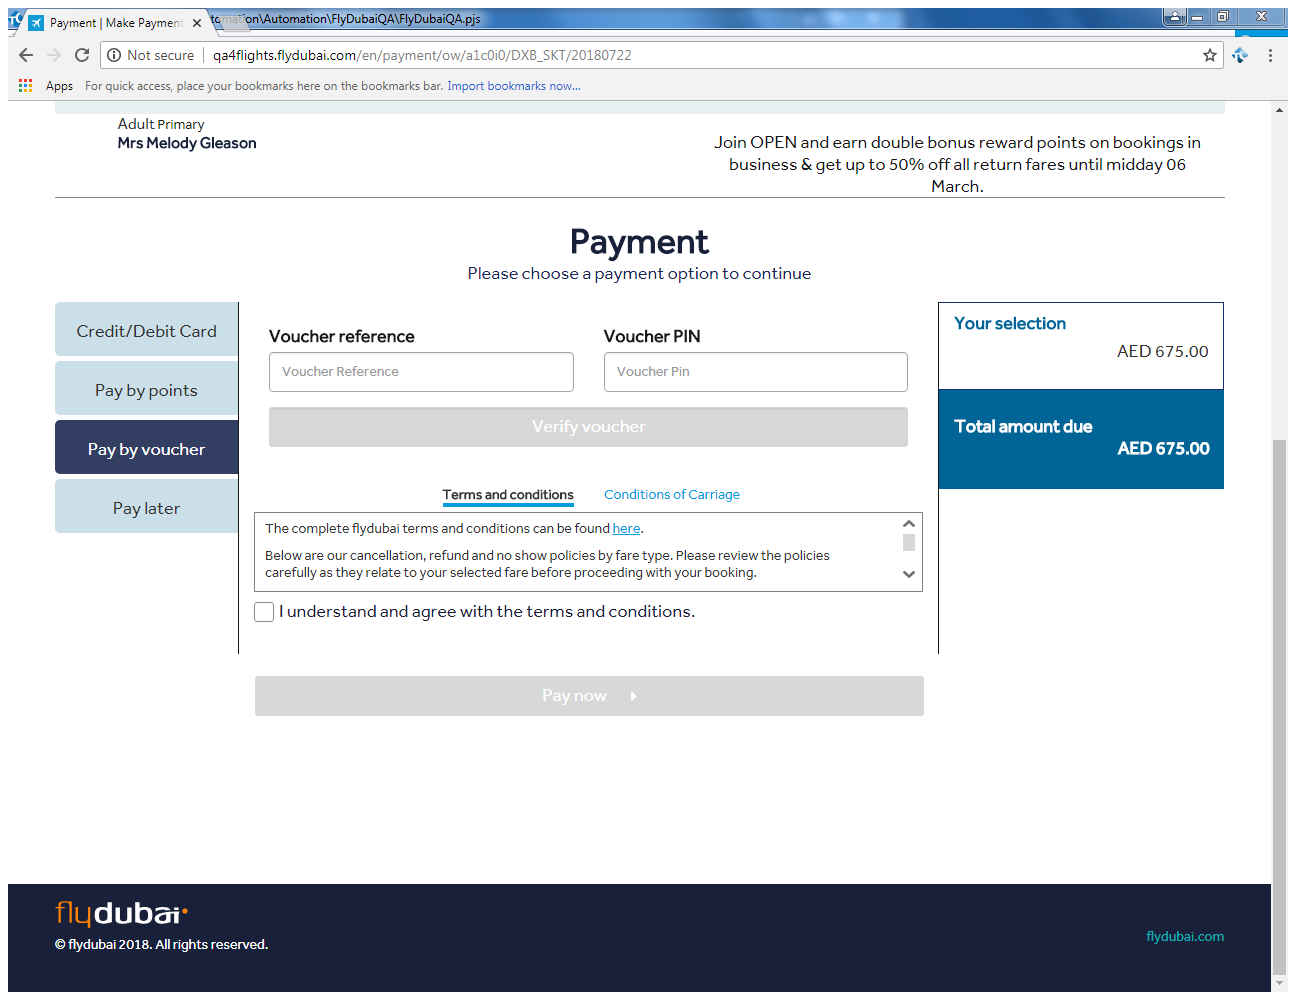 Payment | Make Payment
tomation\Automation\FlyDubaiQA\FlyDubaiQA.pjs
Not secure
qa4flights.flydubai.com/en/payment/ow/a1c0i0/DXB_SKT/20180722
Apps
For quick access, place your bookmarks here on the bookmarks bar. Import bookmarks now...
Adult Primary
Mrs Melody Gleason
Join OPEN and earn double bonus reward points on bookings in
business & get up to 50% off all return fares until midday 06
March.
Payment
Please choose a payment option to continue
Credit/Debit Card
Pay by points
Pay by voucher
Pay later
Voucher reference
Voucher PIN
Voucher Reference
Voucher Pin
Verify voucher
Terms and conditions
Conditions of Carriage
The complete flydubai terms and conditions can be found here.
Below are our cancellation, refund and no show policies by fare type. Please review the policies
carefully as they relate to your selected fare before proceeding with your booking.
I understand and agree with the terms and conditions.
Pay now
Your selection
AED 675.00
Total amount due
AED 675.00
flydubai
© flydubai 2018. All rights reserved.
flydubai.com